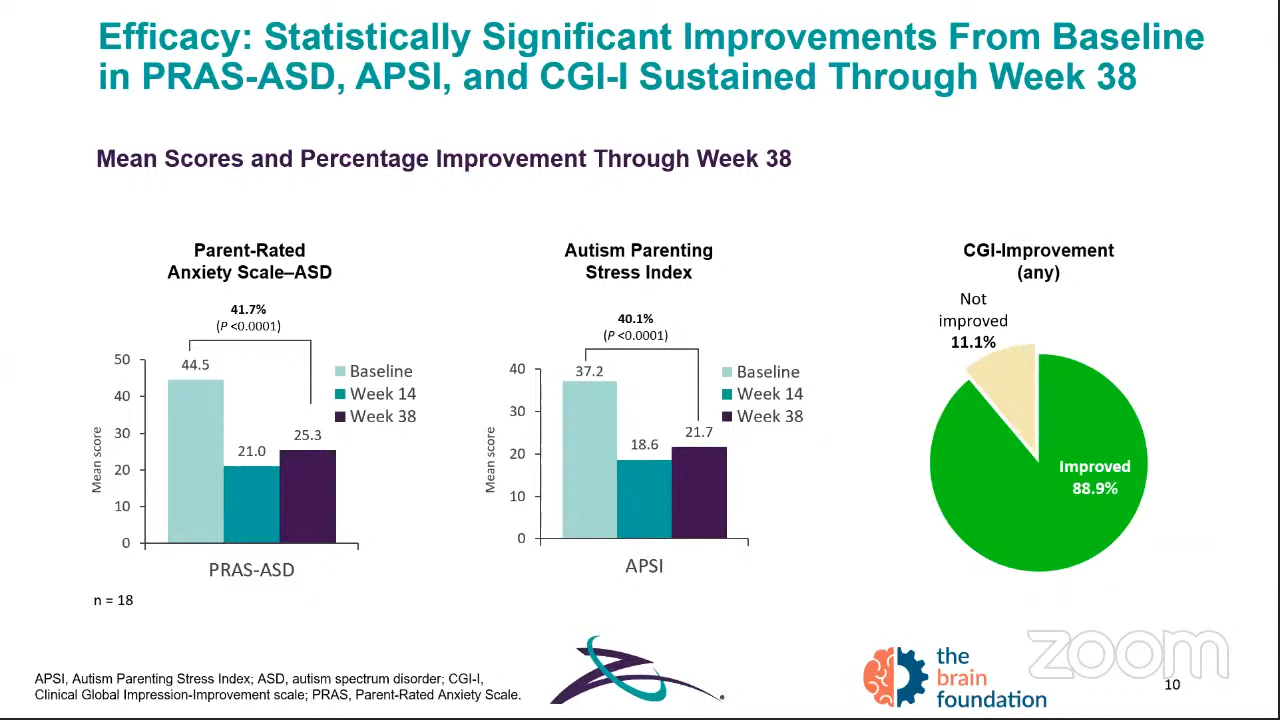 Efficacy: Statistically Significant Improvements From Baseline
in PRAS-ASD, APSI, and CGI-I Sustained Through Week 38
Mean Scores and Percentage Improvement Through Week 38
Parent-Rated
Anxiety Scale–ASD
41.7%
(P <0.0001)
50
40
30
20
10
0
Mean score
44.5
21.0
25.3
Baseline
Week 14
Week 38
PRAS-ASD
n = 18
Autism Parenting
Stress Index
40.1%
(P <0.0001)
40
30
20
10
0
Mean score
37.2
18.6
21.7
Baseline
Week 14
Week 38
APSI
CGI-Improvement
(any)
Not
improved
11.1%
Improved
88.9%
APSI, Autism Parenting Stress Index; ASD, autism spectrum disorder; CGI-I,
Clinical Global Impression-Improvement scale; PRAS, Parent-Rated Anxiety Scale.
the
brain
foundation
zoom
10